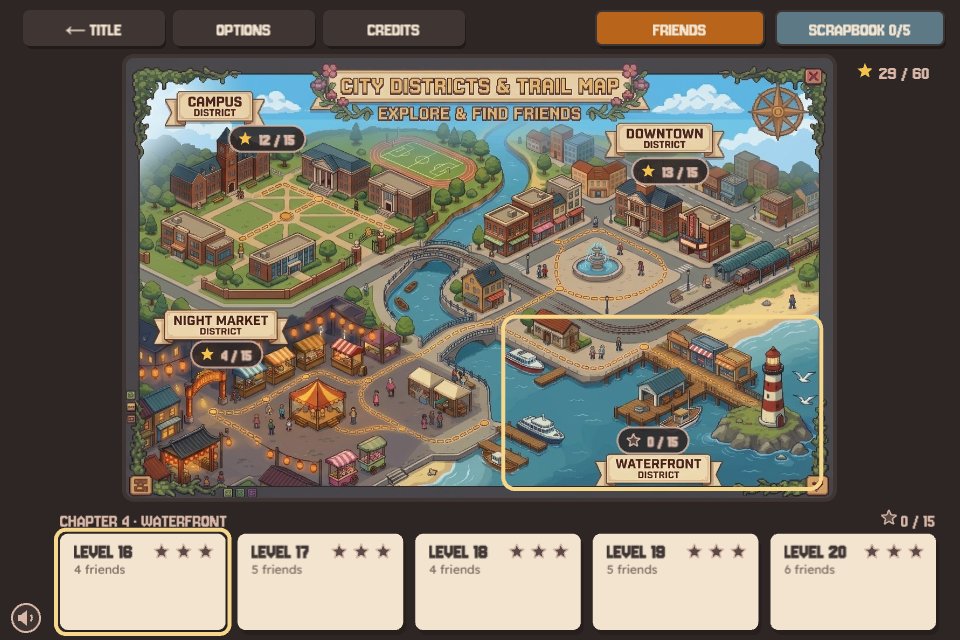 ← TITLE
OPTIONS
CREDITS
FRIENDS
SCRAPBOOK 0/5
29 / 60
CITY DISTRICTS & TRAIL MAP
EXPLORE & FIND FRIENDS
CAMPUS
DISTRICT
12 / 15
DOWNTOWN
DISTRICT
13 / 15
NIGHT MARKET
DISTRICT
4 / 15
0 / 15
WATERFRONT
DISTRICT
CHAPTER 4 · WATERFRONT
0 / 15
LEVEL 16
4 friends
LEVEL 17
5 friends
LEVEL 18
4 friends
LEVEL 19
5 friends
LEVEL 20
6 friends